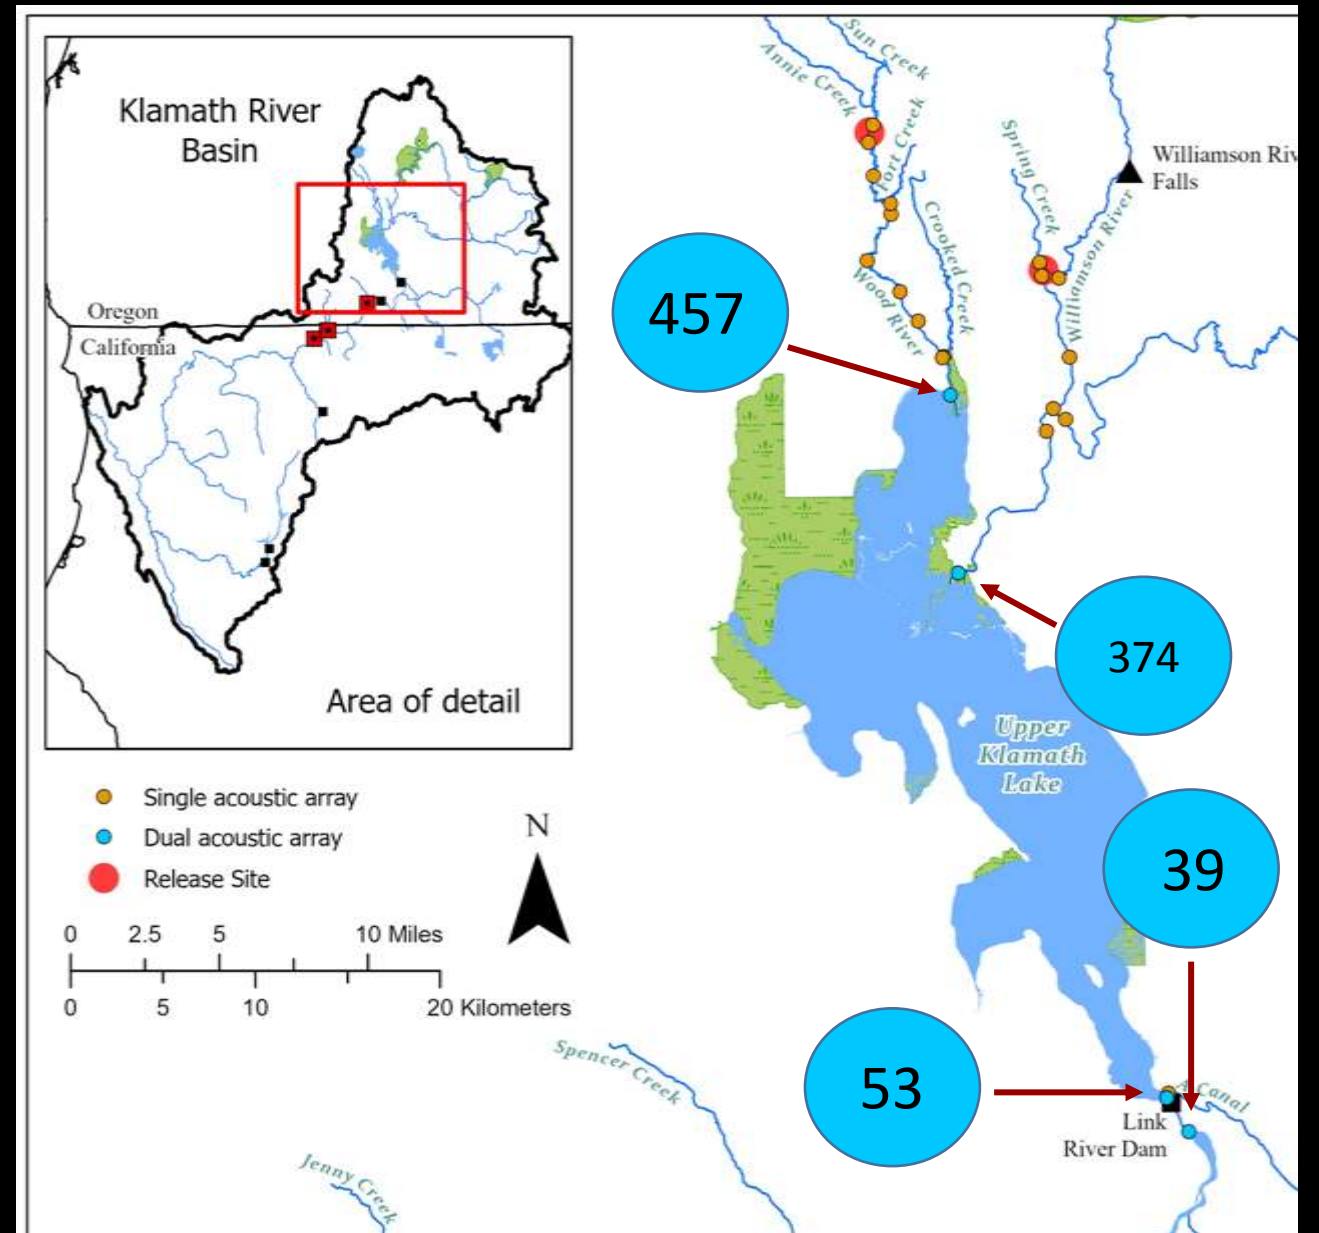 Klamath River
Basin
Oregon
California
Area of detail
Single acoustic array
Dual acoustic array
Release Site
N
0 2.5 5 10 Miles
0 5 10 20 Kilometers
Sun Creek
Annie Creek
Fort Creek
Crooked Creek
Wood River
Spring Creek
Williamson River
Williamson Riv
Falls
457
374
Upper
Klamath
Lake
39
53
A Canal
Link
River Dam
Spencer Creek
Jenny Creek